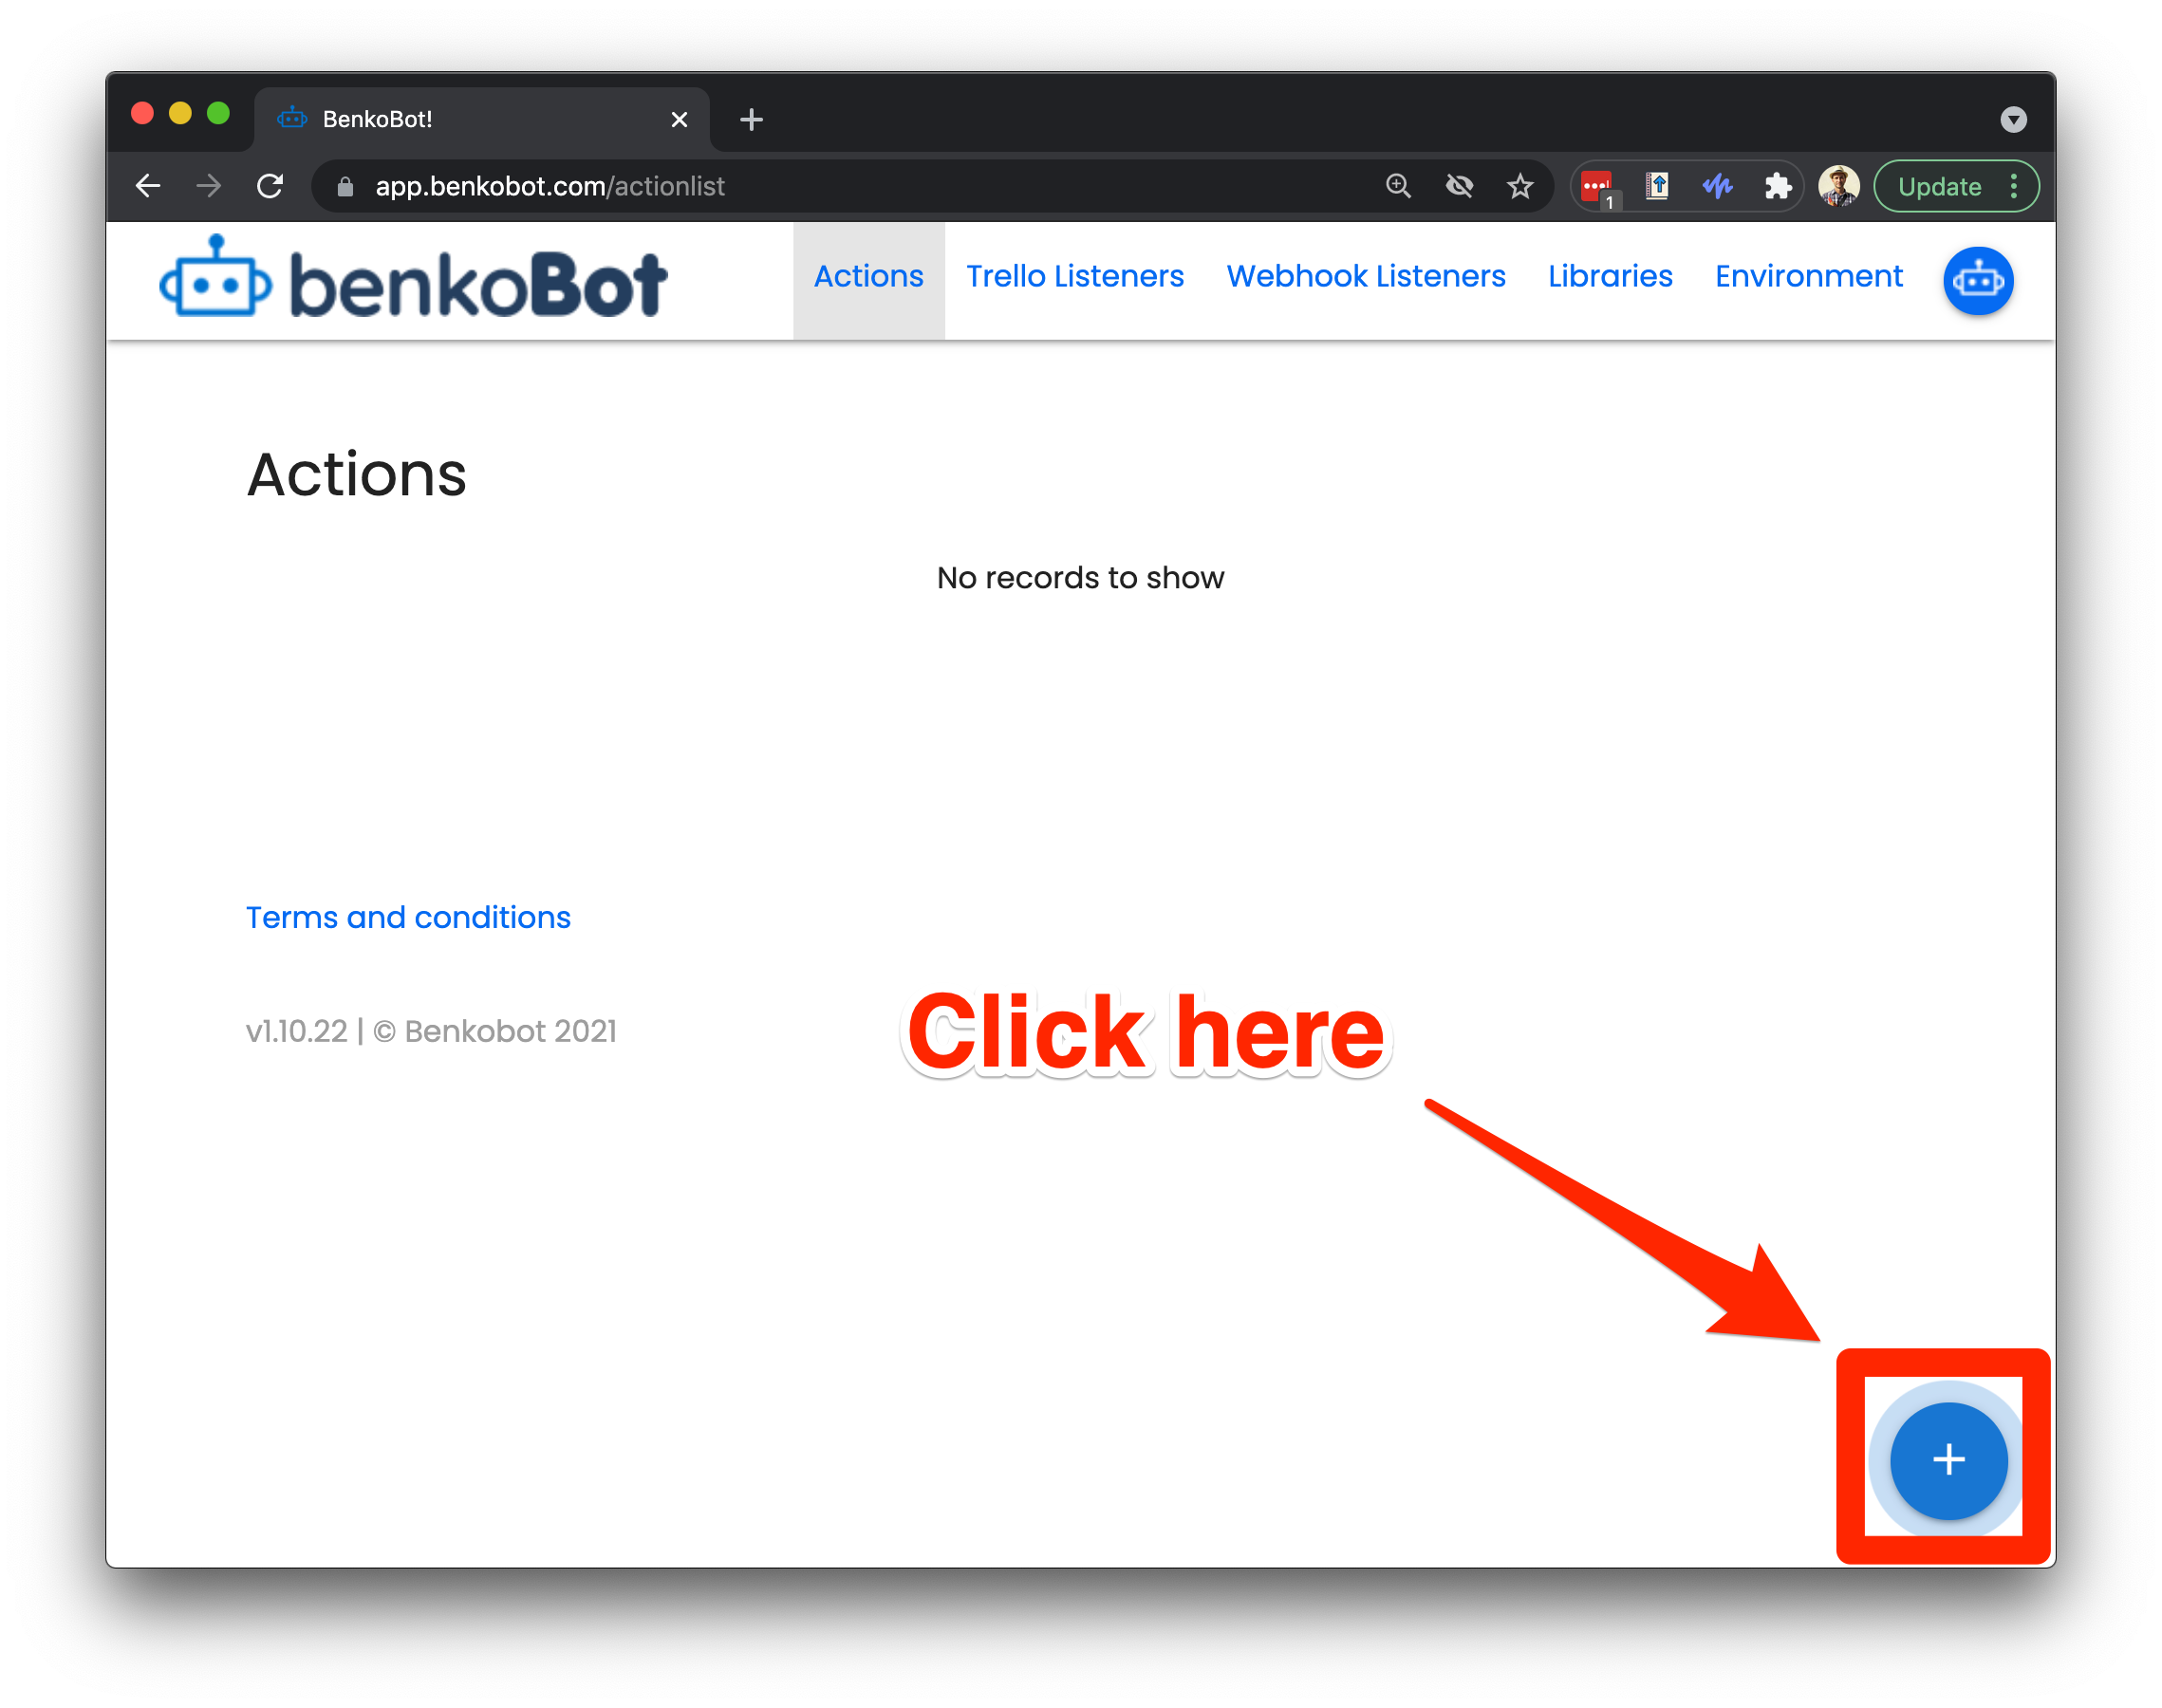 BenkoBot!
app.benkobot.com/actionlist
1
Update
benkoBot
Actions
Trello Listeners
Webhook Listeners
Libraries
Environment
Actions
No records to show
Terms and conditions
v1.10.22 | © Benkobot 2021
Click here